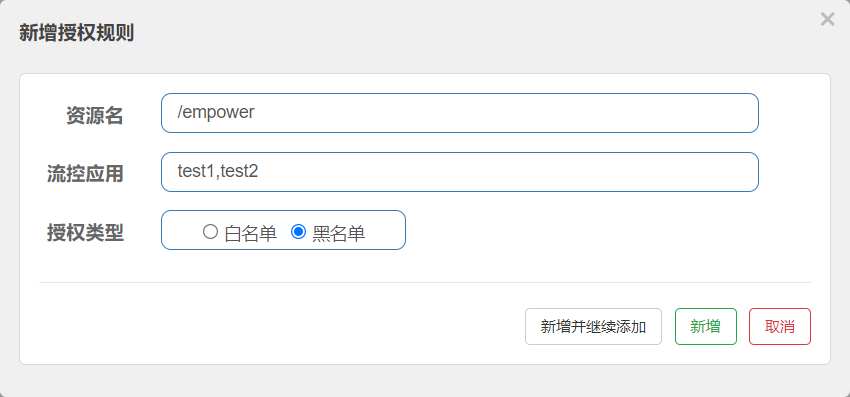 新增授权规则
×
资源名 /empower
流控应用 test1,test2
授权类型 白名单 黑名单
新增并继续添加 新增 取消